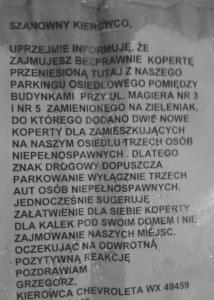 SZANOWNY KIEROWCO,
UPRZEJMIE INFORMUJĘ, ŻE
ZAJMUJESZ BEZPRAWNIE KOPERTĘ
PRZENIESIONĄ TUTAJ Z NASZEGO
PARKINGU OSIEDLOWEGO POMIĘDZY
BUDYNKAMI PRZY UL. MAGIERA NR 3
I NR 5 ZAMIENIONEGO NA ZIELENIAK,
DO KTÓREGO DODANO DWIE NOWE
KOPERTY DLA ZAMIESZKUJĄCYCH
NA NASZYM OSIEDLU TRZECH OSÓB
NIEPEŁNOSPAWNYCH . DLATEGO
ZNAK DROGOWY DOPUSZCZA
PARKOWANIE WYŁĄCZNIE TRZECH
AUT OSÓB NIEPEŁNOSPAWNYCH.
JEDNOCZEŚNIE SUGERUJĘ
ZAŁATWIENIE DLA SIEBIE KOPERTY
DLA KALEK POD SWOIM DOMEM I NIE
ZAJMOWANIE NASZYCH MIEJSC.
OCZEKUJĄC NA ODWROTNĄ
POZYTYWNĄ REAKCJĘ
POZDRAWIAM
GRZEGORZ,
KIEROWCA CHEVROLETA WX 49459